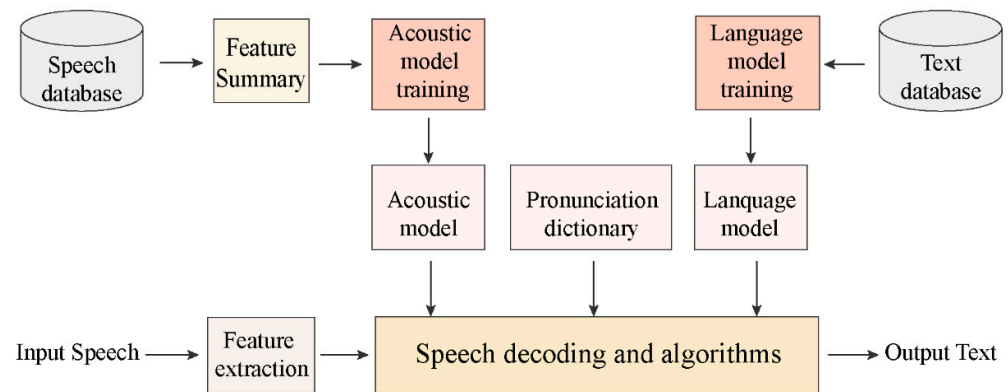 Speech
database
Feature
Summary
Acoustic
model
training
Language
model
training
Text
database
Acoustic
model
Pronunciation
dictionary
Lanquage
model
Input Speech
Feature
extraction
Speech decoding and algorithms
Output Text